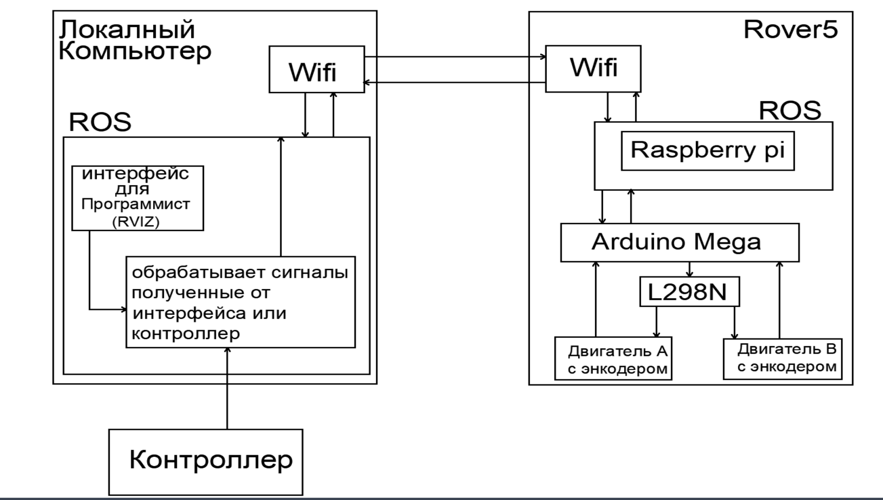 Локалный
Компьютер
Wifi
ROS
интерфейс
для
Программист
(RVIZ)
обрабатывает сигналы
полученные от
интерфейса или
контроллер
Контроллер
Rover5
Wifi
ROS
Raspberry pi
Arduino Mega
L298N
Двигатель А
с энкодером
Двигатель В
с энкодером